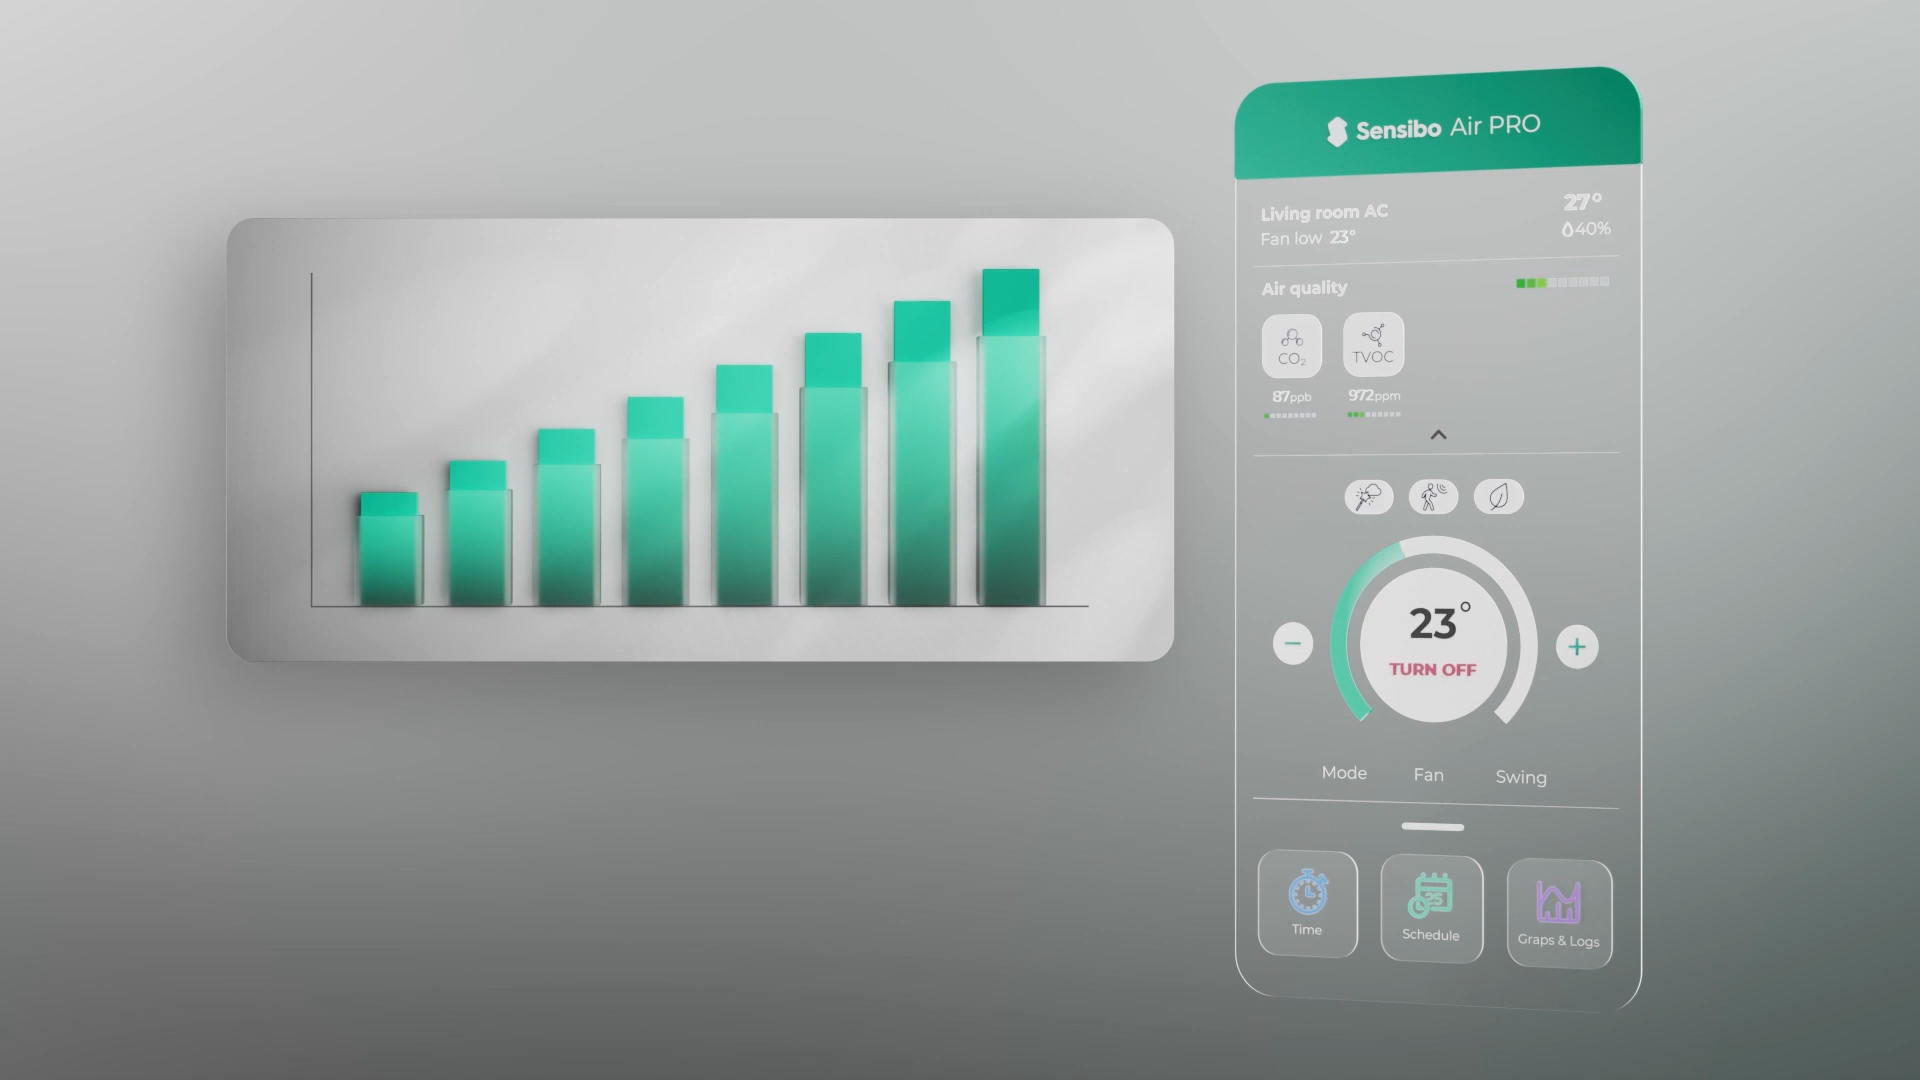 Sensibo Air PRO
Living room AC
27°
Fan low 23°
40%
Air quality
CO₂
TVOC
87ppb
972ppm
23°
TURN OFF
Mode
Fan
Swing
25
Time
Schedule
Graps & Logs